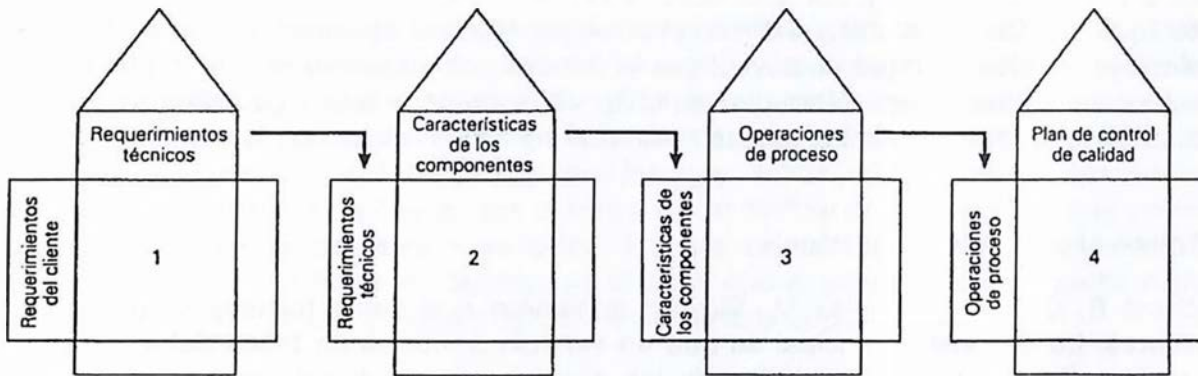 Requerimientos
técnicos
Requerimientos
del cliente
1
Características
de los
componentes
Requerimientos
técnicos
2
Operaciones
de proceso
Características de
los componentes
3
Plan de control
de calidad
Operaciones
de proceso
4